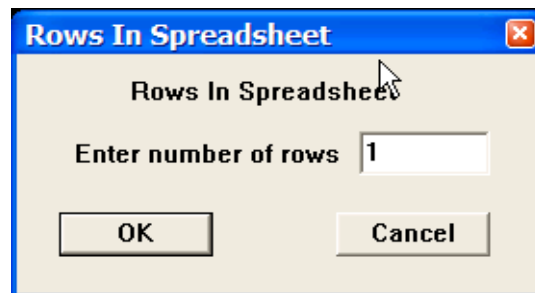 Rows In Spreadsheet
Rows In Spreadsheet
Enter number of rows 1
OK Cancel